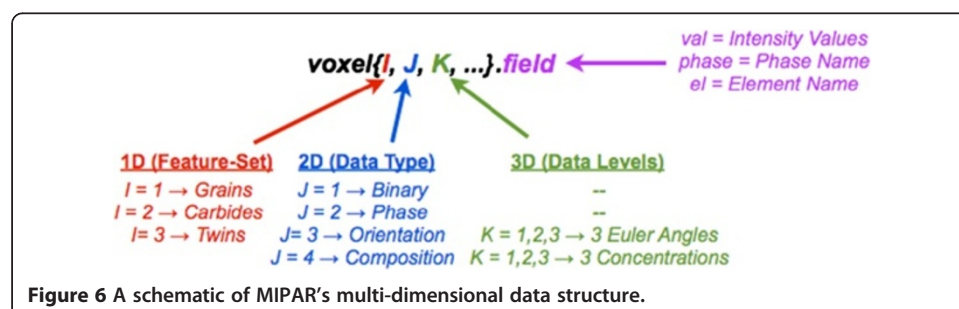 voxel{I, J, K, ...}.field
val = Intensity Values
phase = Phase Name
el = Element Name
1D (Feature-Set)
I = 1 → Grains
I = 2 → Carbides
I= 3 → Twins
2D (Data Type)
J = 1 → Binary
J = 2 → Phase
J= 3 → Orientation
J = 4 → Composition
3D (Data Levels)
--
--
K = 1,2,3 → 3 Euler Angles
K = 1,2,3 → 3 Concentrations
Figure 6 A schematic of MIPAR's multi-dimensional data structure.